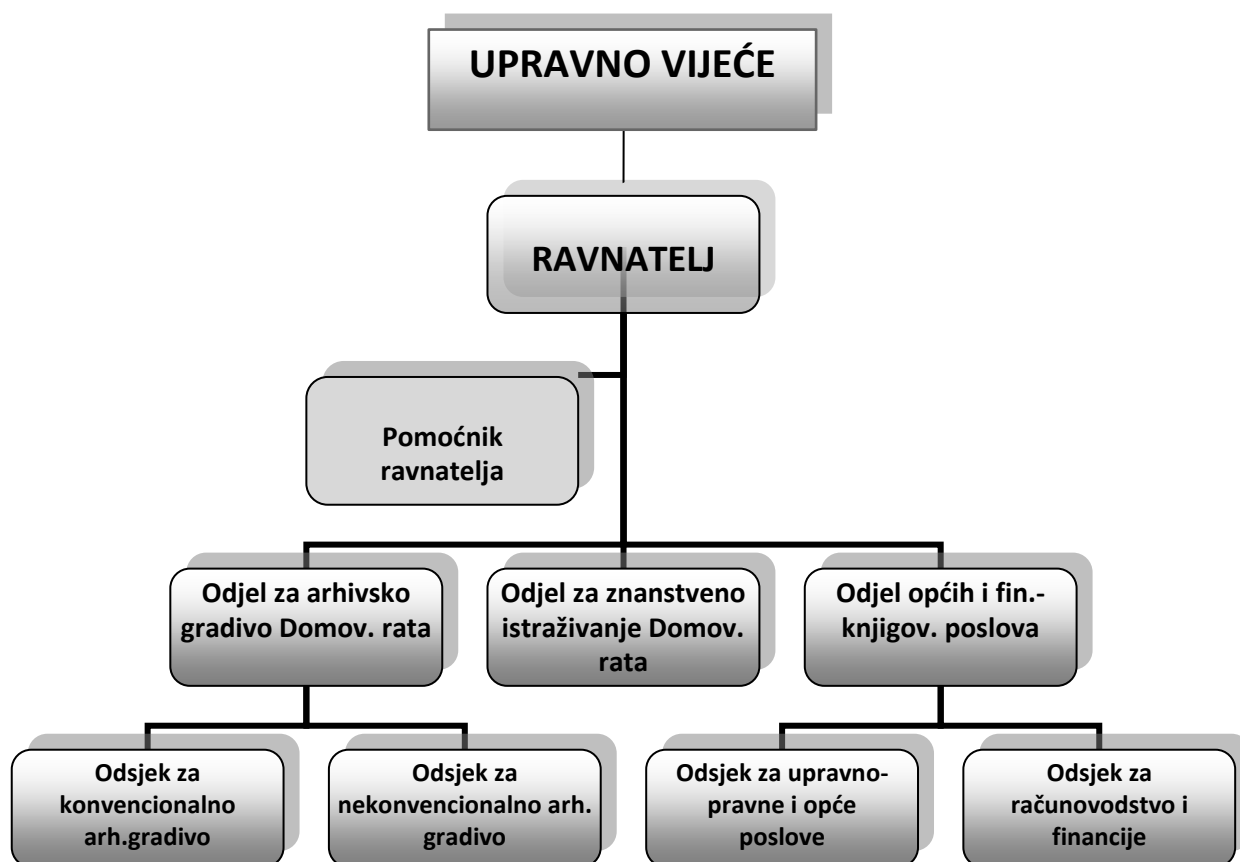 UPRAVNO VIJEĆE
RAVNATELJ
Pomoćnik
ravnatelja
Odjel za arhivsko
gradivo Domov. rata
Odjel za znanstveno
istraživanje Domov.
rata
Odjel općih i fin.-
knjigov. poslova
Odsjek za
konvencionalno
arh.gradivo
Odsjek za
nekonvencionalno arh.
gradivo
Odsjek za upravno-
pravne i opće
poslove
Odsjek za
računovodstvo i
financije